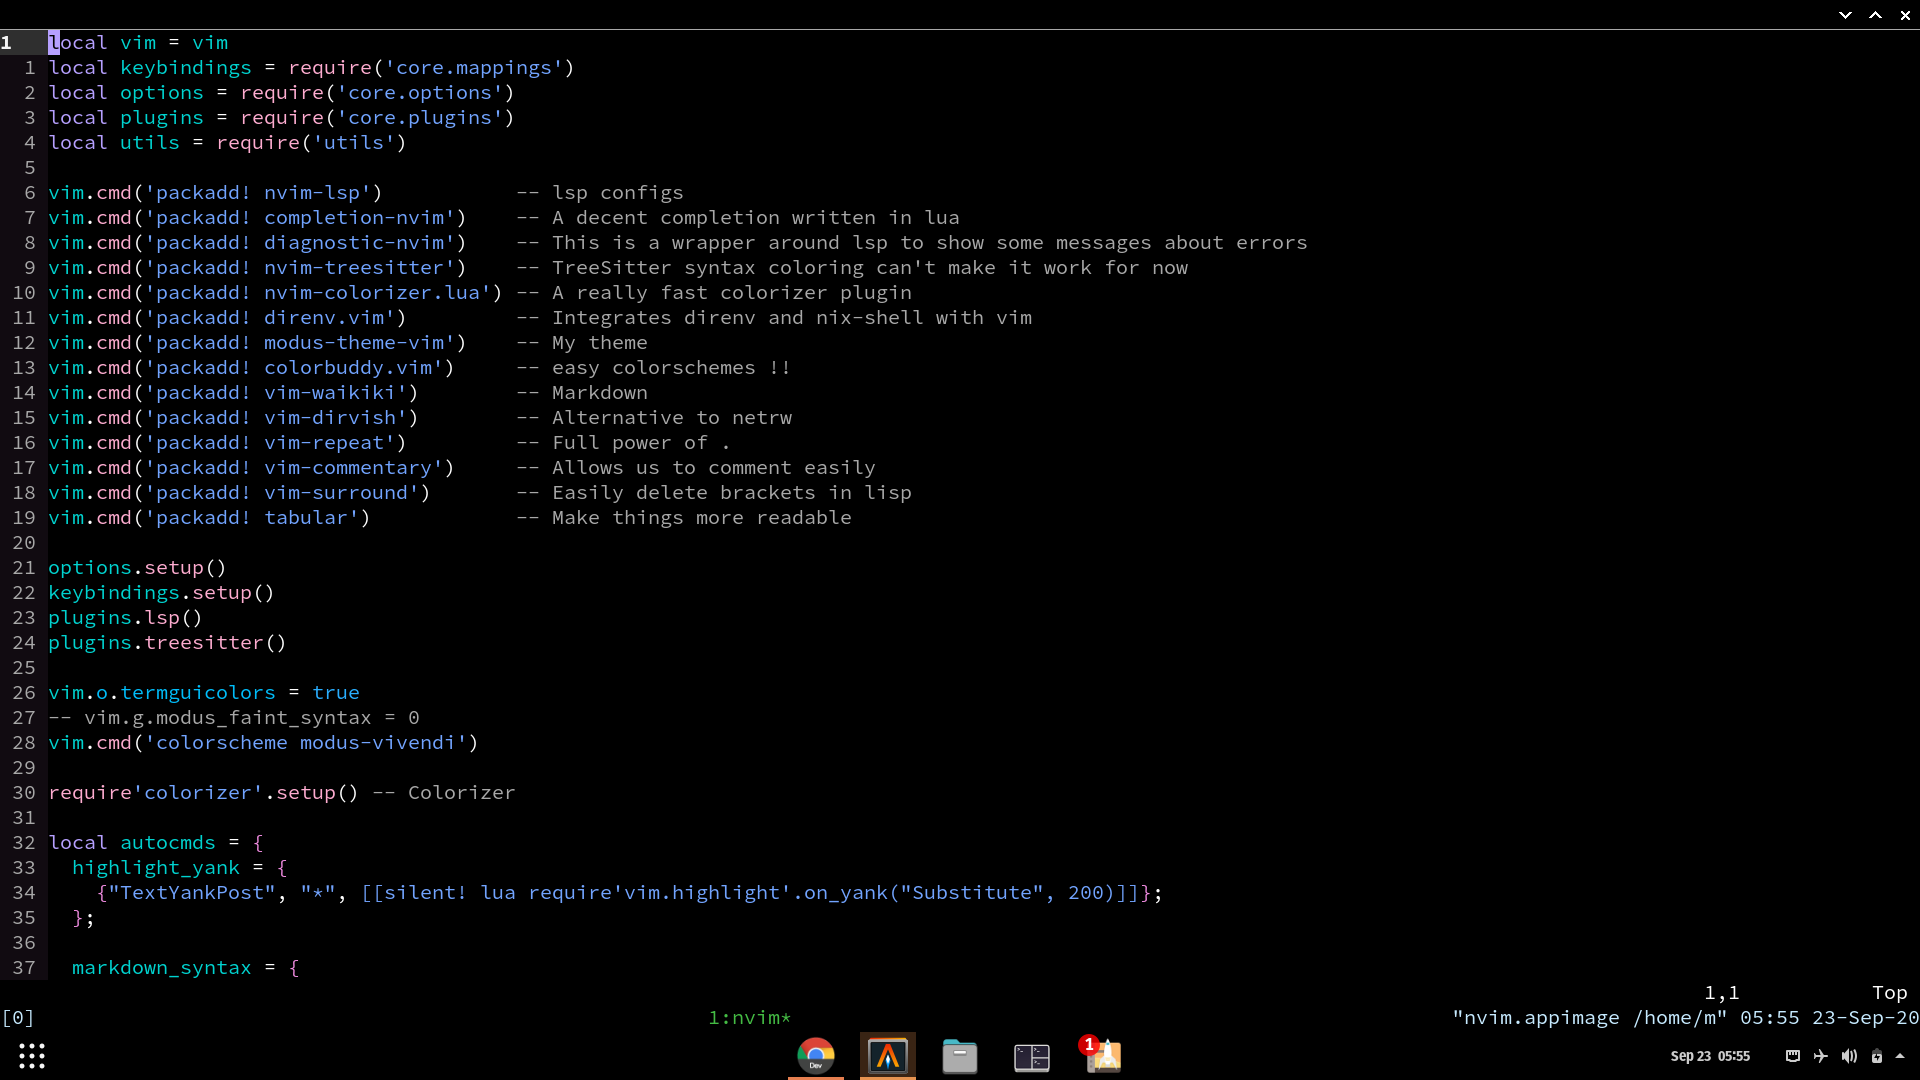 1   local vim = vim
  1 local keybindings = require('core.mappings')
  2 local options = require('core.options')
  3 local plugins = require('core.plugins')
  4 local utils = require('utils')
  5
  6 vim.cmd('packadd! nvim-lsp')           -- lsp configs
  7 vim.cmd('packadd! completion-nvim')    -- A decent completion written in lua
  8 vim.cmd('packadd! diagnostic-nvim')    -- This is a wrapper around lsp to show some messages about errors
  9 vim.cmd('packadd! nvim-treesitter')    -- TreeSitter syntax coloring can't make it work for now
 10 vim.cmd('packadd! nvim-colorizer.lua') -- A really fast colorizer plugin
 11 vim.cmd('packadd! direnv.vim')         -- Integrates direnv and nix-shell with vim
 12 vim.cmd('packadd! modus-theme-vim')    -- My theme
 13 vim.cmd('packadd! colorbuddy.vim')     -- easy colorschemes !!
 14 vim.cmd('packadd! vim-waikiki')        -- Markdown
 15 vim.cmd('packadd! vim-dirvish')        -- Alternative to netrw
 16 vim.cmd('packadd! vim-repeat')         -- Full power of .
 17 vim.cmd('packadd! vim-commentary')     -- Allows us to comment easily
 18 vim.cmd('packadd! vim-surround')       -- Easily delete brackets in lisp
 19 vim.cmd('packadd! tabular')            -- Make things more readable
 20
 21 options.setup()
 22 keybindings.setup()
 23 plugins.lsp()
 24 plugins.treesitter()
 25
 26 vim.o.termguicolors = true
 27 -- vim.g.modus_faint_syntax = 0
 28 vim.cmd('colorscheme modus-vivendi')
 29
 30 require'colorizer'.setup() -- Colorizer
 31
 32 local autocmds = {
 33   highlight_yank = {
 34     {"TextYankPost", "*", [[silent! lua require'vim.highlight'.on_yank("Substitute", 200)]]};
 35   };
 36
 37   markdown_syntax = {
1,1 Top
[0] 1:nvim* "nvim.appimage /home/m" 05:55 23-Sep-20
Dev
1
Sep 23 05:55